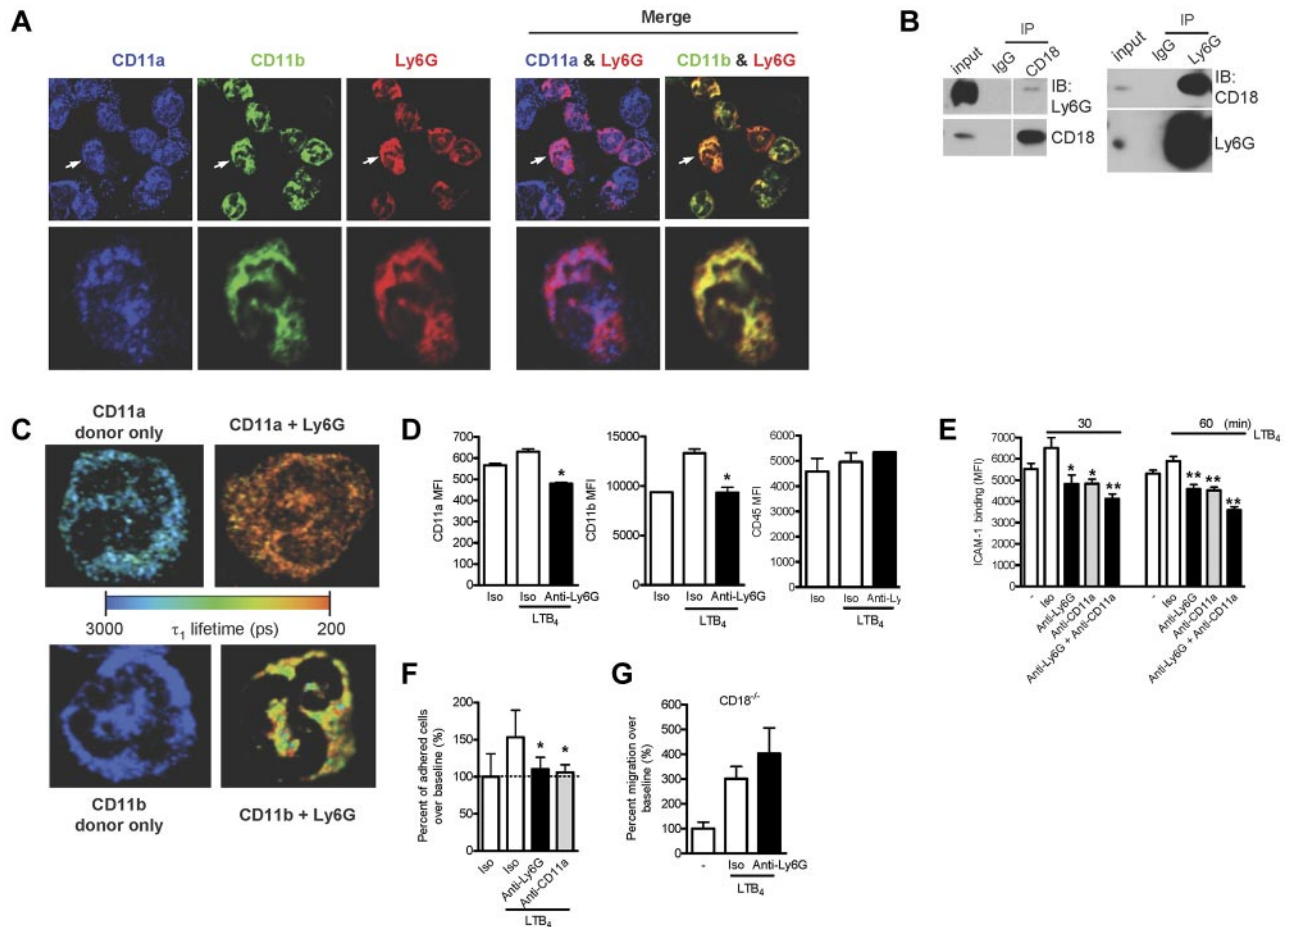 A
Merge
CD11a
CD11b
Ly6G
CD11a & Ly6G
CD11b & Ly6G
B
IP
input
IgG
CD18
IB:
Ly6G
CD18
IP
input
IgG
Ly6G
IB:
CD18
Ly6G
C
CD11a
donor only
CD11a + Ly6G
3000
τ1 lifetime (ps)
200
CD11b
donor only
CD11b + Ly6G
D
CD11a MFI
700
600
500
400
300
200
100
0
*
Iso
Iso
Anti-Ly6G
LTB4
CD11b MFI
15000
10000
5000
0
*
Iso
Iso
Anti-Ly6G
LTB4
CD45 MFI
6000
5000
4000
3000
2000
1000
0
Iso
Iso
Anti-Ly
LTB4
E
30
60 (min)
LTB4
ICAM-1 binding (MFI)
7000
6000
5000
4000
3000
2000
1000
0
* * **
** ** **
-
Iso
Anti-Ly6G
Anti-CD11a
Anti-Ly6G + Anti-CD11a
-
Iso
Anti-Ly6G
Anti-CD11a
Anti-Ly6G + Anti-CD11a
F
Percent of adhered cells
over baseline (%)
200
150
100
50
0
* *
Iso
Iso
Anti-Ly6G
Anti-CD11a
LTB4
G
CD18-/-
Percent migration over
baseline (%)
600
500
400
300
200
100
0
-
Iso
Anti-Ly6G
LTB4